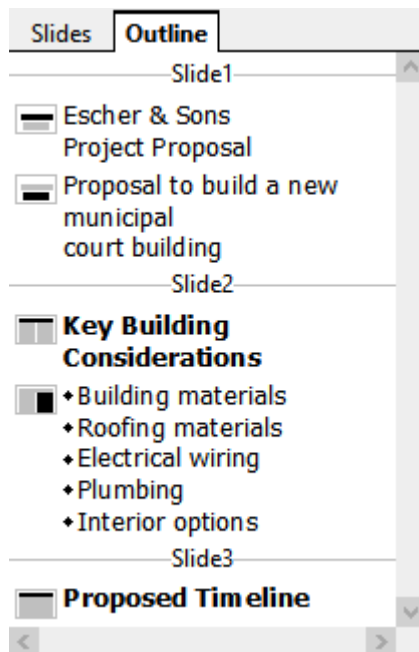 Slides Outline
Slide1
Escher & Sons
Project Proposal
Proposal to build a new
municipal
court building
Slide2
Key Building
Considerations
◆Building materials
◆Roofing materials
◆Electrical wiring
◆Plumbing
◆Interior options
Slide3
Proposed Timeline